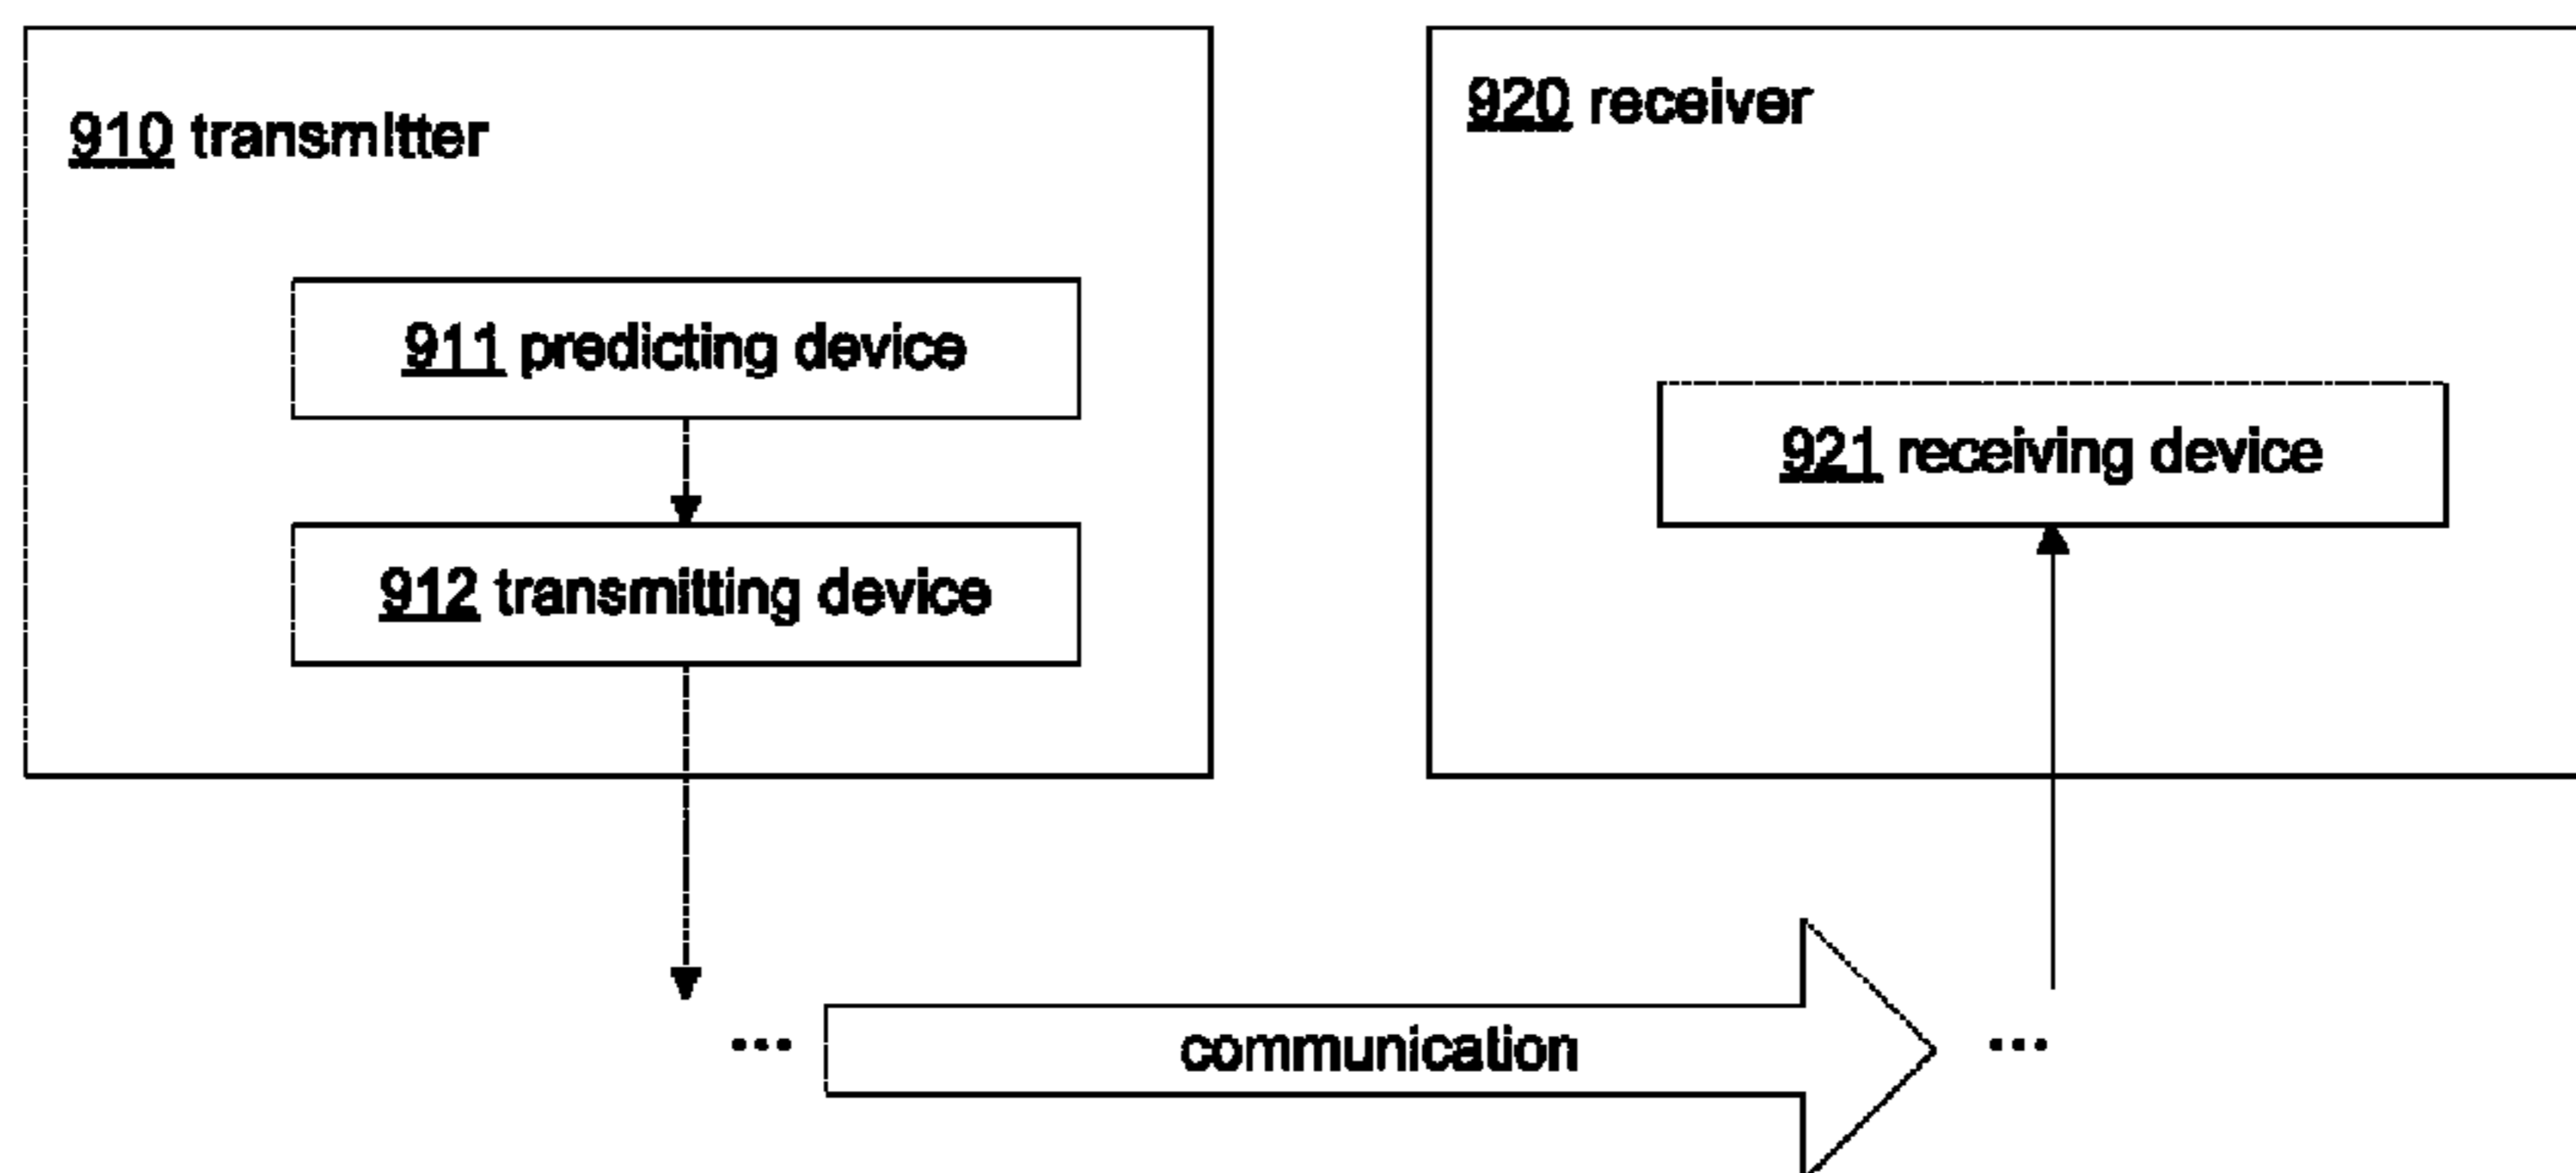 910 transmitter
911 predicting device
912 transmitting device
920 receiver
921 receiving device
... communication ...